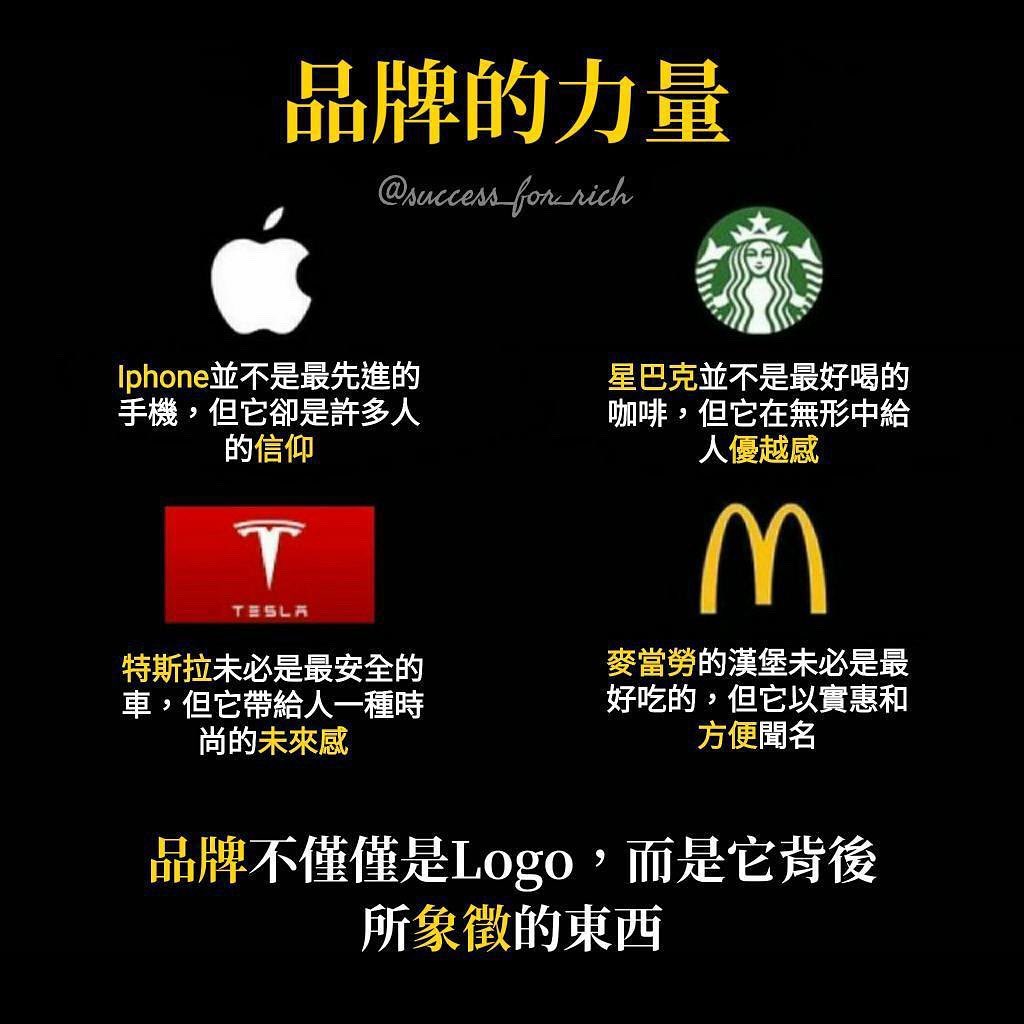 品牌的力量
@success_for_rich
Iphone並不是最先進的
手機，但它卻是許多人
的信仰
星巴克並不是最好喝的
咖啡，但它在無形中給
人優越感
TESLA
特斯拉未必是最安全的
車，但它帶給人一種時
尚的未來感
麥當勞的漢堡未必是最
好吃的，但它以實惠和
方便聞名
品牌不僅僅是Logo，而是它背後
所象徵的東西